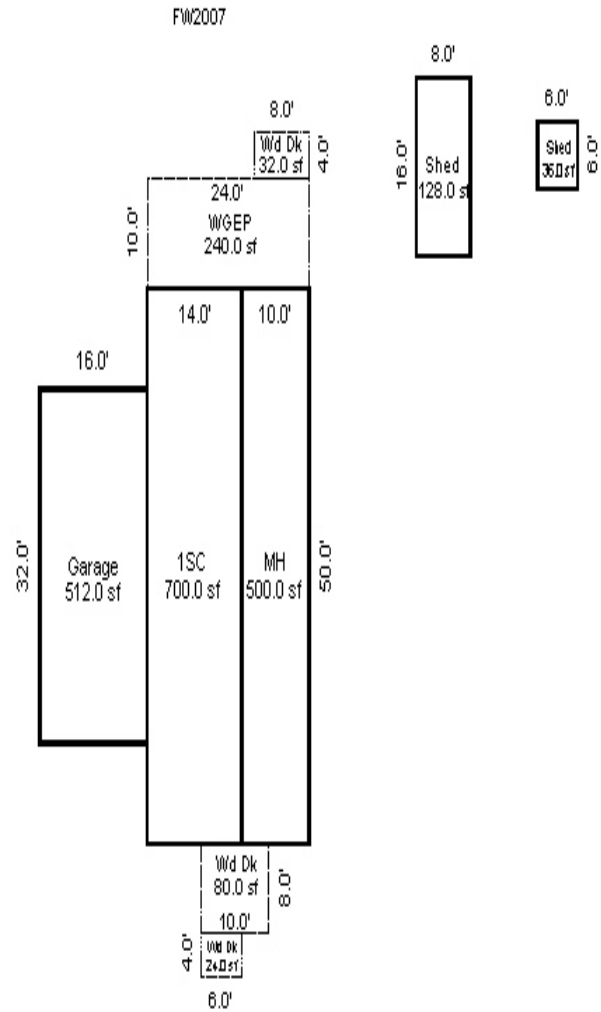 FW2007
8.0'
Wd Dk
32.0 sf
4.0'
24.0'
WGEP
240.0 sf
10.0'
8.0'
16.0'
Shed
128.0 sf
6.0'
Shed
36.0 sf
6.0'
14.0'
10.0'
16.0'
32.0'
Garage
512.0 sf
1SC
700.0 sf
MH
500.0 sf
50.0'
Wd Dk
80.0 sf
8.0'
10.0'
4.0'
Wd Dk
24.0 sf
6.0'